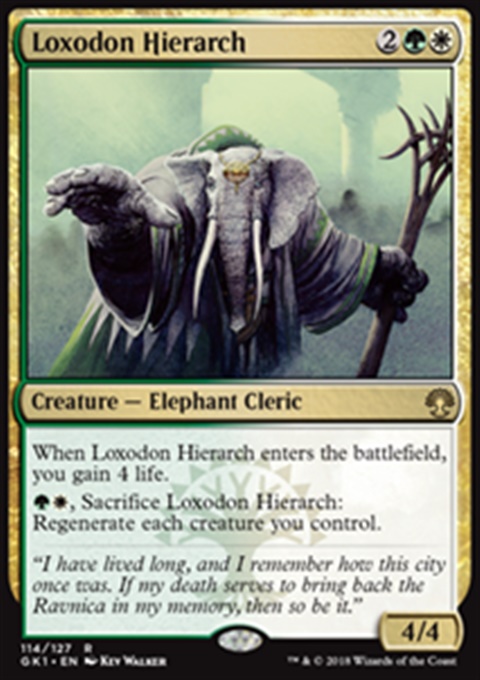 Loxodon Hierarch 2
Creature — Elephant Cleric
When Loxodon Hierarch enters the battlefield,
you gain 4 life.
, Sacrifice Loxodon Hierarch:
Regenerate each creature you control.
“I have lived long, and I remember how this city
once was. If my death serves to bring back the
Ravnica in my memory, then so be it.”
4/4
114/127 R
GK1 • EN Kev Walker
™ & © 2018 Wizards of the Coast